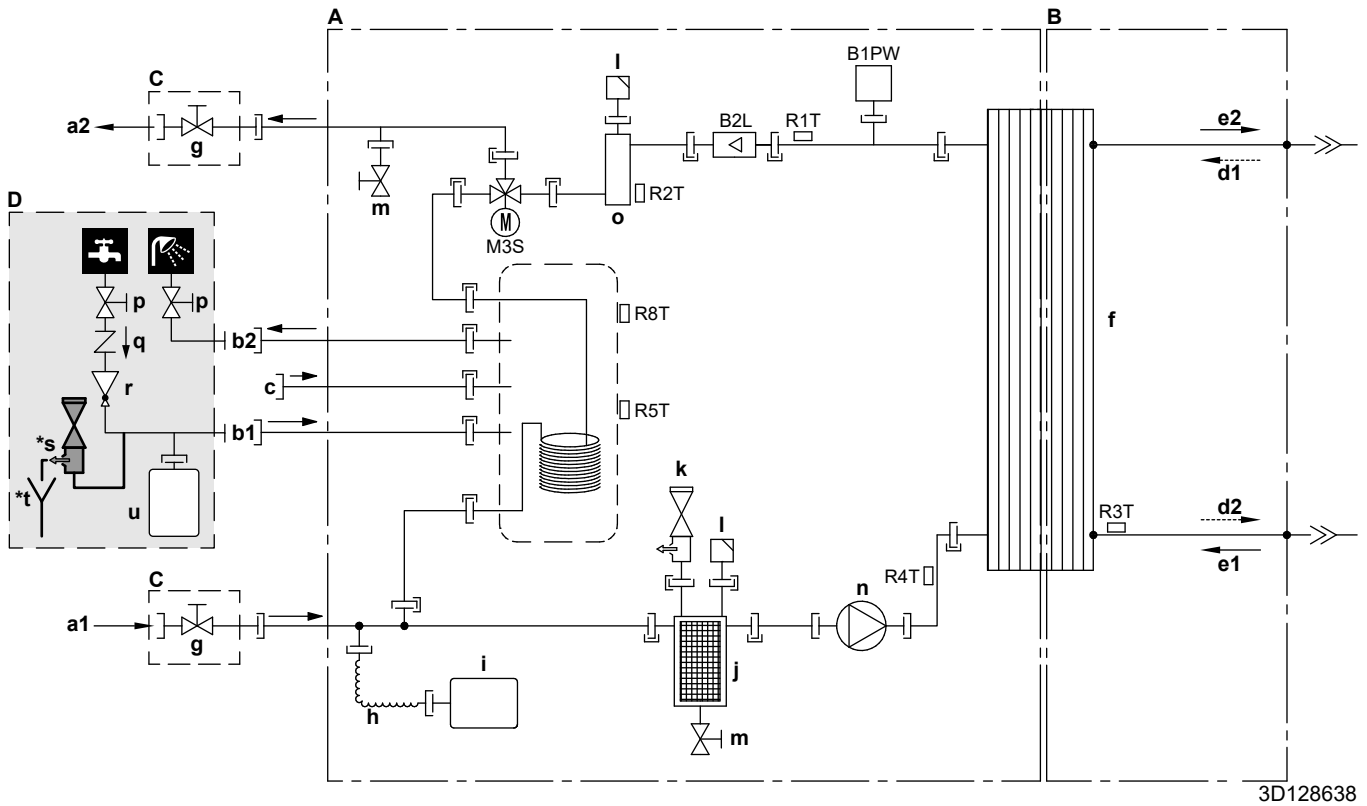 A
B
C
l
B1PW
a2
g
B2L
R1T
e2
d1
m
M
M3S
o
R2T
D
p
p
q
b2
r
c
b1
*s
*t
u
R8T
R5T
f
k
l
R3T
d2
e1
C
a1
g
h
i
j
m
n
R4T
3D128638